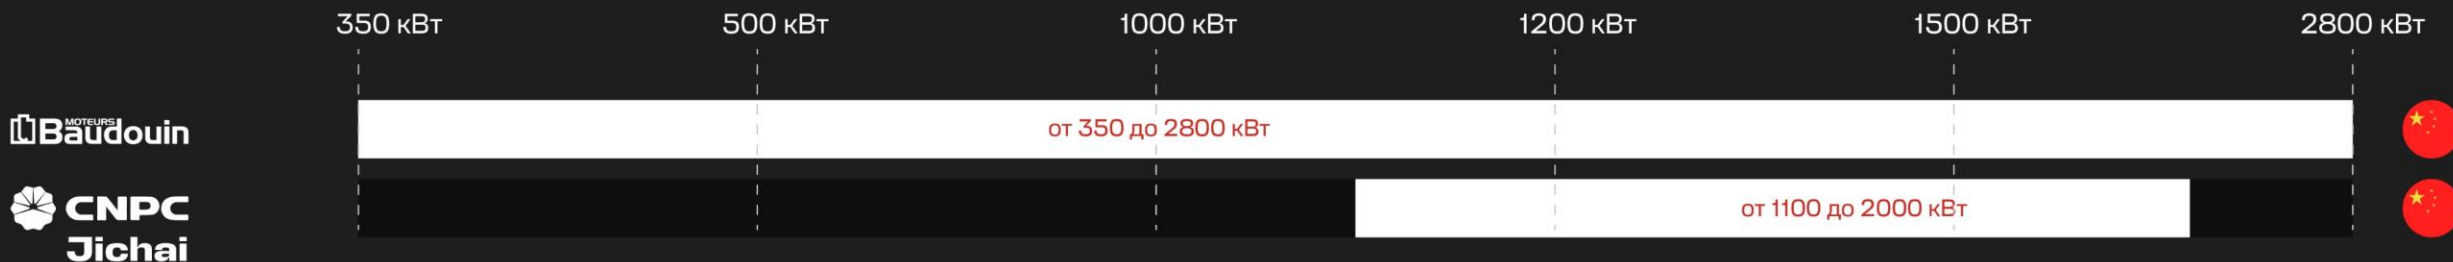 350 кВт 500 кВт 1000 кВт 1200 кВт 1500 кВт 2800 кВт
MOTEURS
Baudouin
от 350 до 2800 кВт
CNPC
Jichai
от 1100 до 2000 кВт